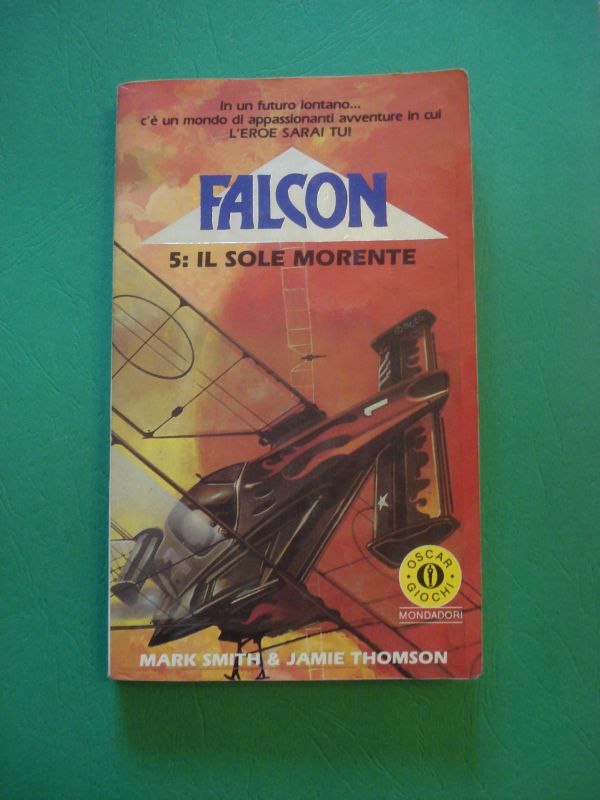 In un futuro lontano...
c'è un mondo di appassionanti avventure in cui
L'EROE SARAI TU!
FALCON
5: IL SOLE MORENTE
1
OSCAR
GIOCHI
MONDADORI
MARK SMITH & JAMIE THOMSON